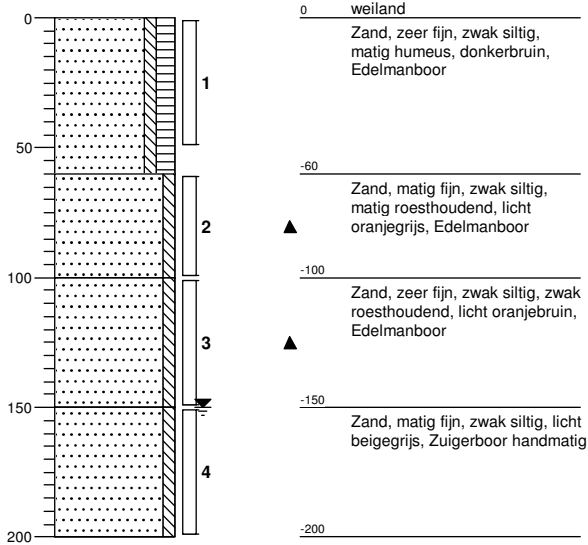 0
50
100
150
200
1
2
3
4
0 weiland
Zand, zeer fijn, zwak siltig,
matig humeus, donkerbruin,
Edelmanboor
-60
Zand, matig fijn, zwak siltig,
matig roesthoudend, licht
oranjegrijs, Edelmanboor
-100
Zand, zeer fijn, zwak siltig, zwak
roesthoudend, licht oranjebruin,
Edelmanboor
-150
Zand, matig fijn, zwak siltig, licht
beigegrijs, Zuigerboor handmatig
-200